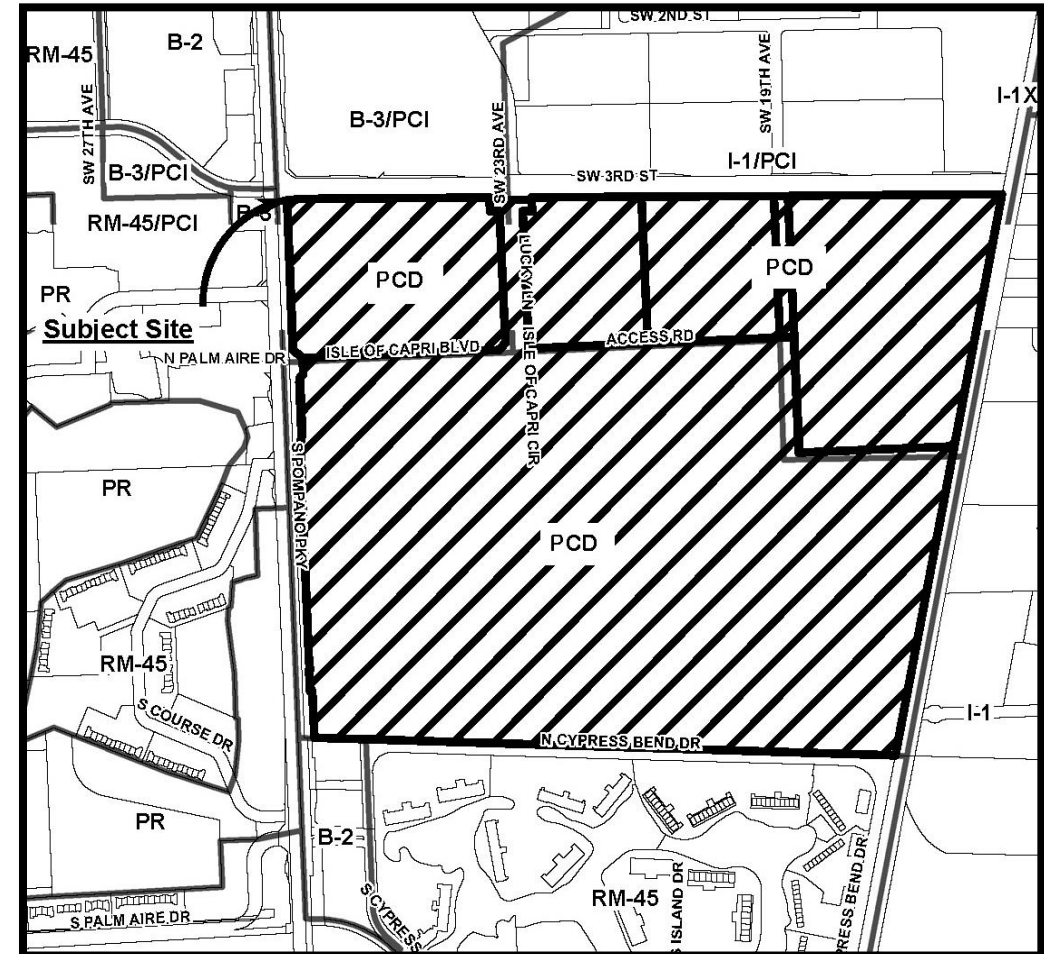 SW 2ND ST
B-2
RM-45
SW 27TH AVE
B-3/PCI
SW 23RD AVE
SW 19TH AVE
I-1X
B-3/PCI
I-1/PCI
SW 3RD ST
RM-45/PCI
PCD
LUCKY LN
PCD
PR
Subject Site
ISLE OF CAPRI BLVD
ACCESS RD
N PALM AIRE DR
ISLE OF CAPRI CIR
S POMPANO PKY
PR
PCD
RM-45
S COURSE DR
I-1
N CYPRESS BEND DR
PR
B-2
RM-45
S CYPRESS
S ISLAND DR
PRESS BEND DR
S PALM AIRE DR